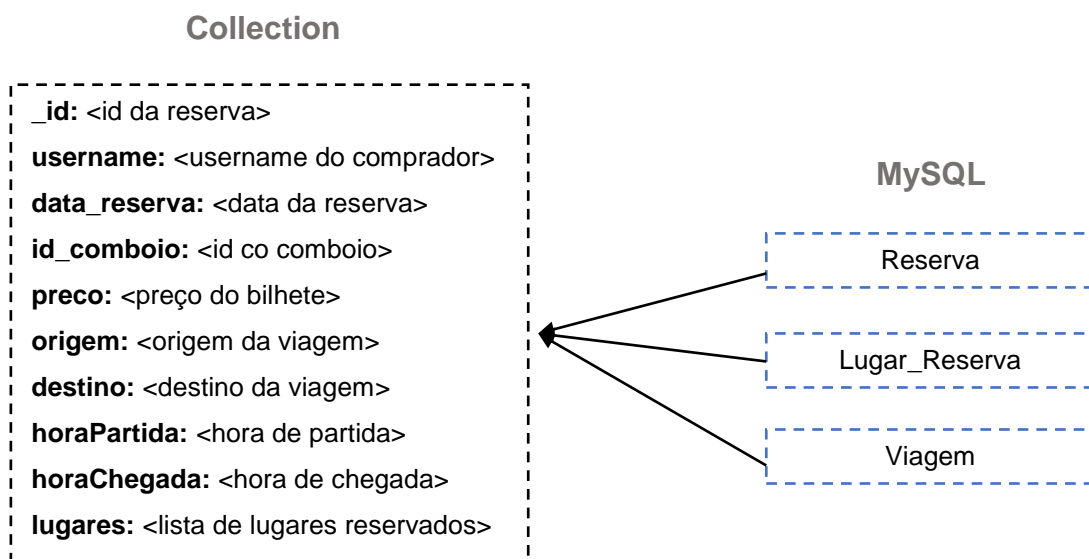 Collection
_id: <id da reserva>
username: <username do comprador>
data_reserva: <data da reserva>
id_comboio: <id co comboio>
preco: <preço do bilhete>
origem: <origem da viagem>
destino: <destino da viagem>
horaPartida: <hora de partida>
horaChegada: <hora de chegada>
lugares: <lista de lugares reservados>
MySQL
Reserva
Lugar_Reserva
Viagem